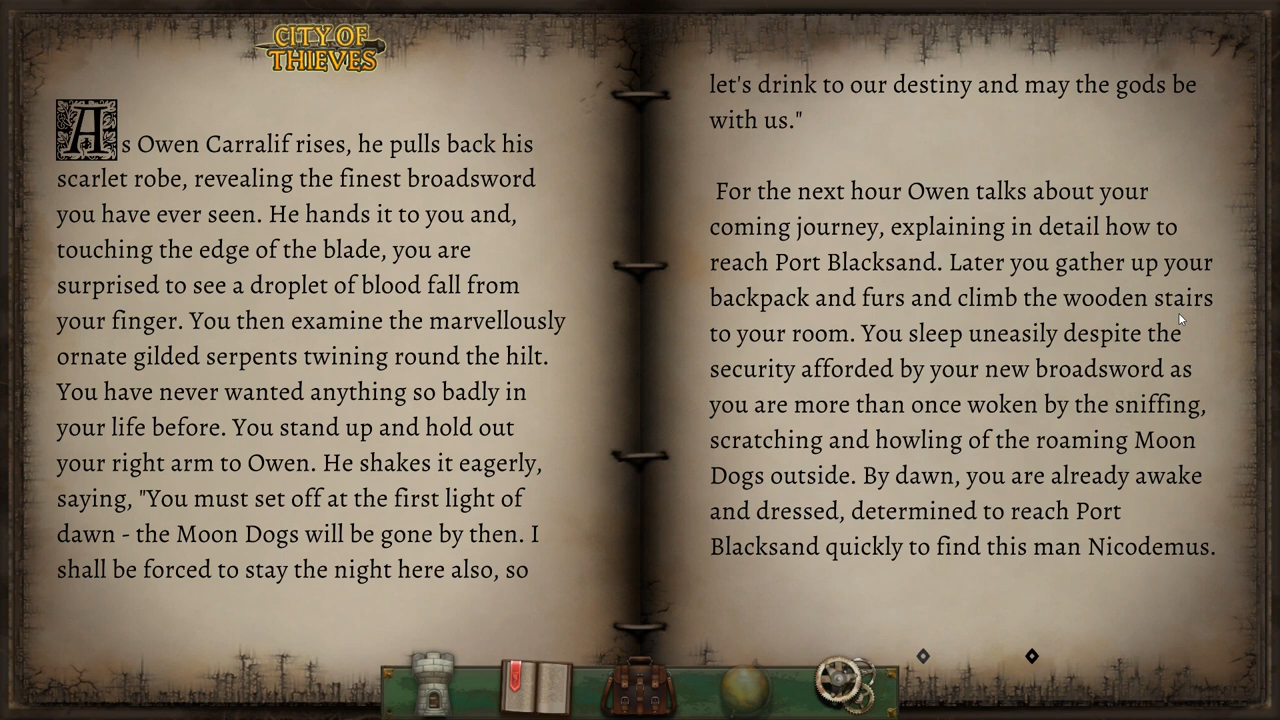 CITY OF
THIEVES
As Owen Carralif rises, he pulls back his
scarlet robe, revealing the finest broadsword
you have ever seen. He hands it to you and,
touching the edge of the blade, you are
surprised to see a droplet of blood fall from
your finger. You then examine the marvellously
ornate gilded serpents twining round the hilt.
You have never wanted anything so badly in
your life before. You stand up and hold out
your right arm to Owen. He shakes it eagerly,
saying, "You must set off at the first light of
dawn - the Moon Dogs will be gone by then. I
shall be forced to stay the night here also, so
let's drink to our destiny and may the gods be
with us."
For the next hour Owen talks about your
coming journey, explaining in detail how to
reach Port Blacksand. Later you gather up your
backpack and furs and climb the wooden stairs
to your room. You sleep uneasily despite the
security afforded by your new broadsword as
you are more than once woken by the sniffing,
scratching and howling of the roaming Moon
Dogs outside. By dawn, you are already awake
and dressed, determined to reach Port
Blacksand quickly to find this man Nicodemus.